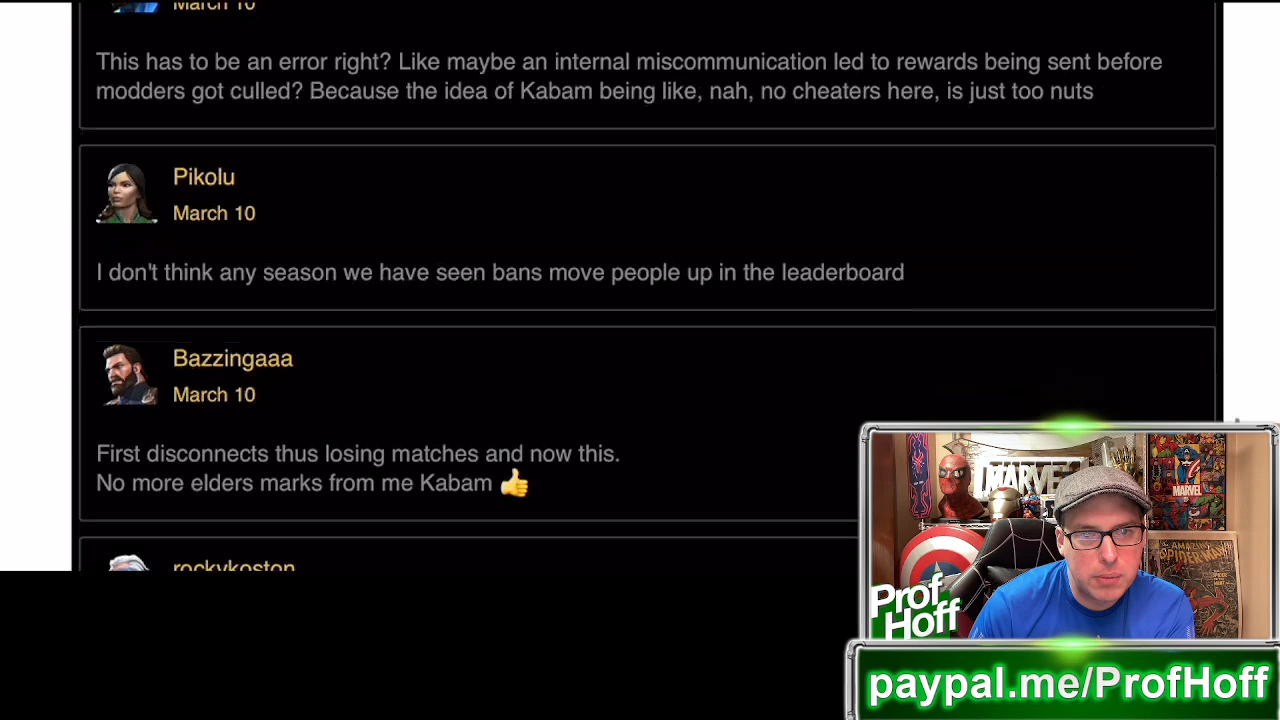 March 10
This has to be an error right? Like maybe an internal miscommunication led to rewards being sent before
modders got culled? Because the idea of Kabam being like, nah, no cheaters here, is just too nuts
Pikolu
March 10
I don't think any season we have seen bans move people up in the leaderboard
Bazzingaaa
March 10
First disconnects thus losing matches and now this.
No more elders marks from me Kabam 👍
rockykoston
MARVEL
MARVEL
AMAZING
SPIDER-MAN
Prof
Hoff
paypal.me/ProfHoff